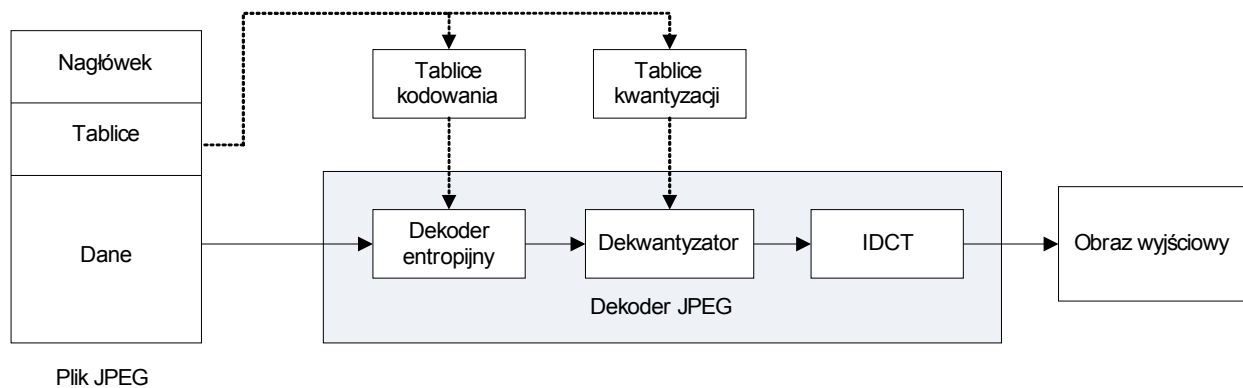 Nagłówek
Tablice
Dane
Plik JPEG
Tablice
kodowania
Tablice
kwantyzacji
Dekoder
entropijny
Dekwantyzator
IDCT
Dekoder JPEG
Obraz wyjściowy